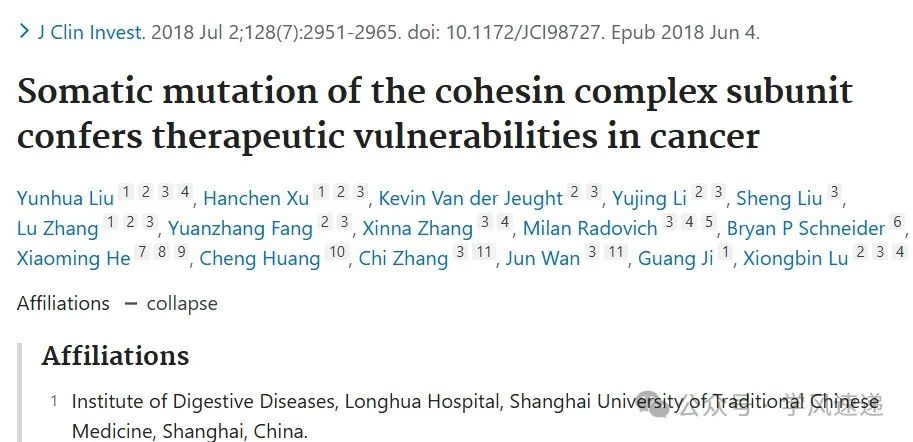 J Clin Invest. 2018 Jul 2;128(7):2951-2965. doi: 10.1172/JCI98727. Epub 2018 Jun 4.
Somatic mutation of the cohesin complex subunit
confers therapeutic vulnerabilities in cancer
Yunhua Liu 1 2 3 4, Hanchen Xu 1 2 3, Kevin Van der Jeught 2 3, Yujing Li 2 3, Sheng Liu 3,
Lu Zhang 1 2 3, Yuanzhang Fang 2 3, Xinna Zhang 3 4, Milan Radovich 3 4 5, Bryan P Schneider 6,
Xiaoming He 7 8 9, Cheng Huang 10, Chi Zhang 3 11, Jun Wan 3 11, Guang Ji 1, Xiongbin Lu 2 3 4
Affiliations − collapse
Affiliations
1 Institute of Digestive Diseases, Longhua Hospital, Shanghai University of Traditional Chinese
Medicine, Shanghai, China.
公众号 · 学风速递